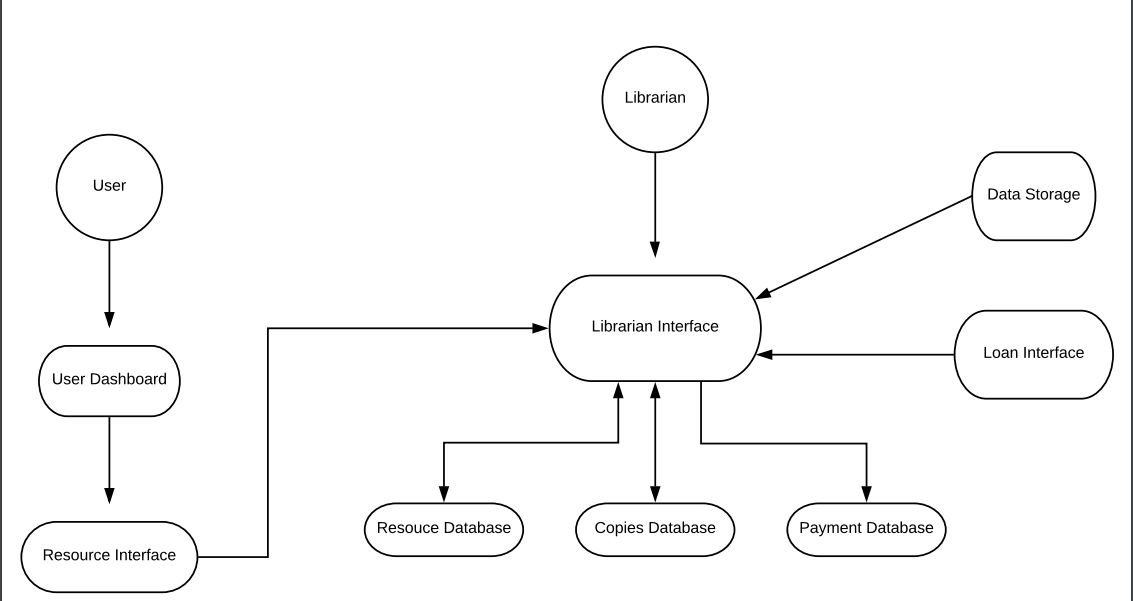 Librarian
User
Data Storage
Librarian Interface
Loan Interface
User Dashboard
Resouce Database
Copies Database
Payment Database
Resource Interface